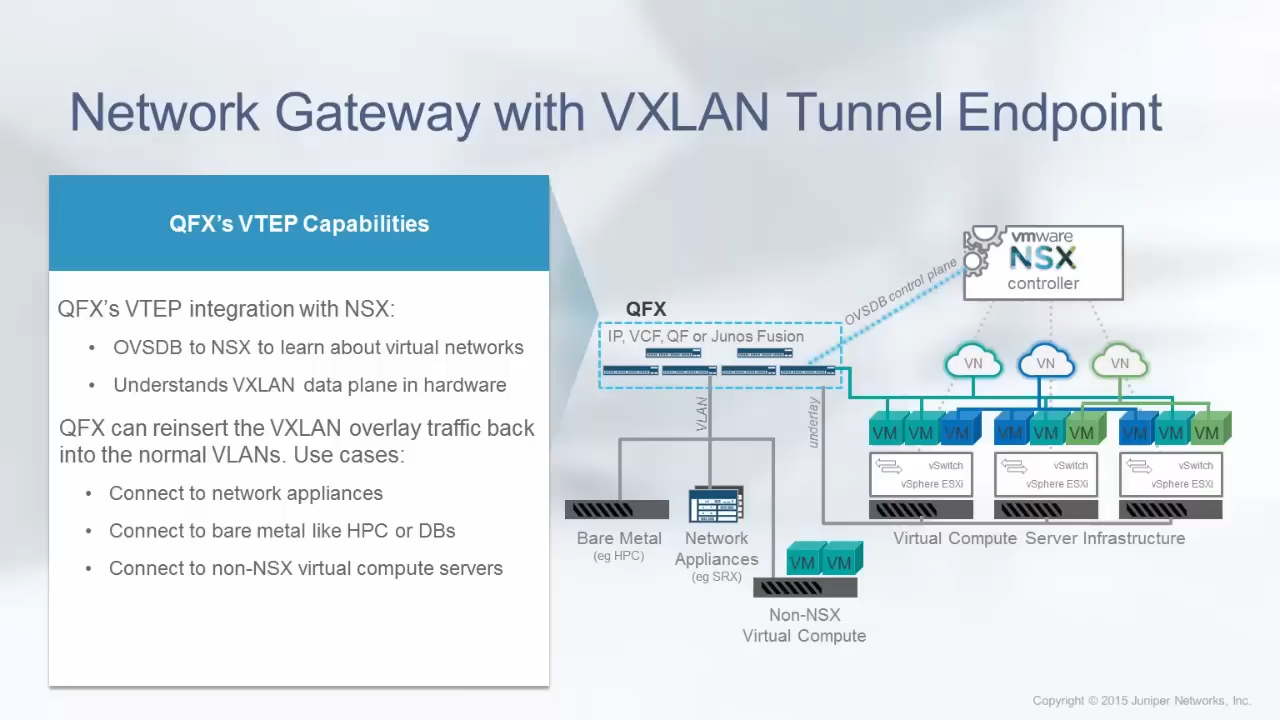 Network Gateway with VXLAN Tunnel Endpoint
QFX's VTEP Capabilities
QFX's VTEP integration with NSX:
• OVSDB to NSX to learn about virtual networks
• Understands VXLAN data plane in hardware
QFX can reinsert the VXLAN overlay traffic back
into the normal VLANs. Use cases:
• Connect to network appliances
• Connect to bare metal like HPC or DBs
• Connect to non-NSX virtual compute servers
QFX
IP, VCF, QF or Junos Fusion
OVSDB control plane
vmware
NSX
controller
VN
VN
VN
VLAN
underlay
VM
VM
VM
VM
VM
VM
VM
VM
VM
vSwitch
vSphere ESXi
vSwitch
vSphere ESXi
vSwitch
vSphere ESXi
Virtual Compute Server Infrastructure
Bare Metal
(eg HPC)
Network
Appliances
(eg SRX)
VM
VM
Non-NSX
Virtual Compute
Copyright © 2015 Juniper Networks, Inc.